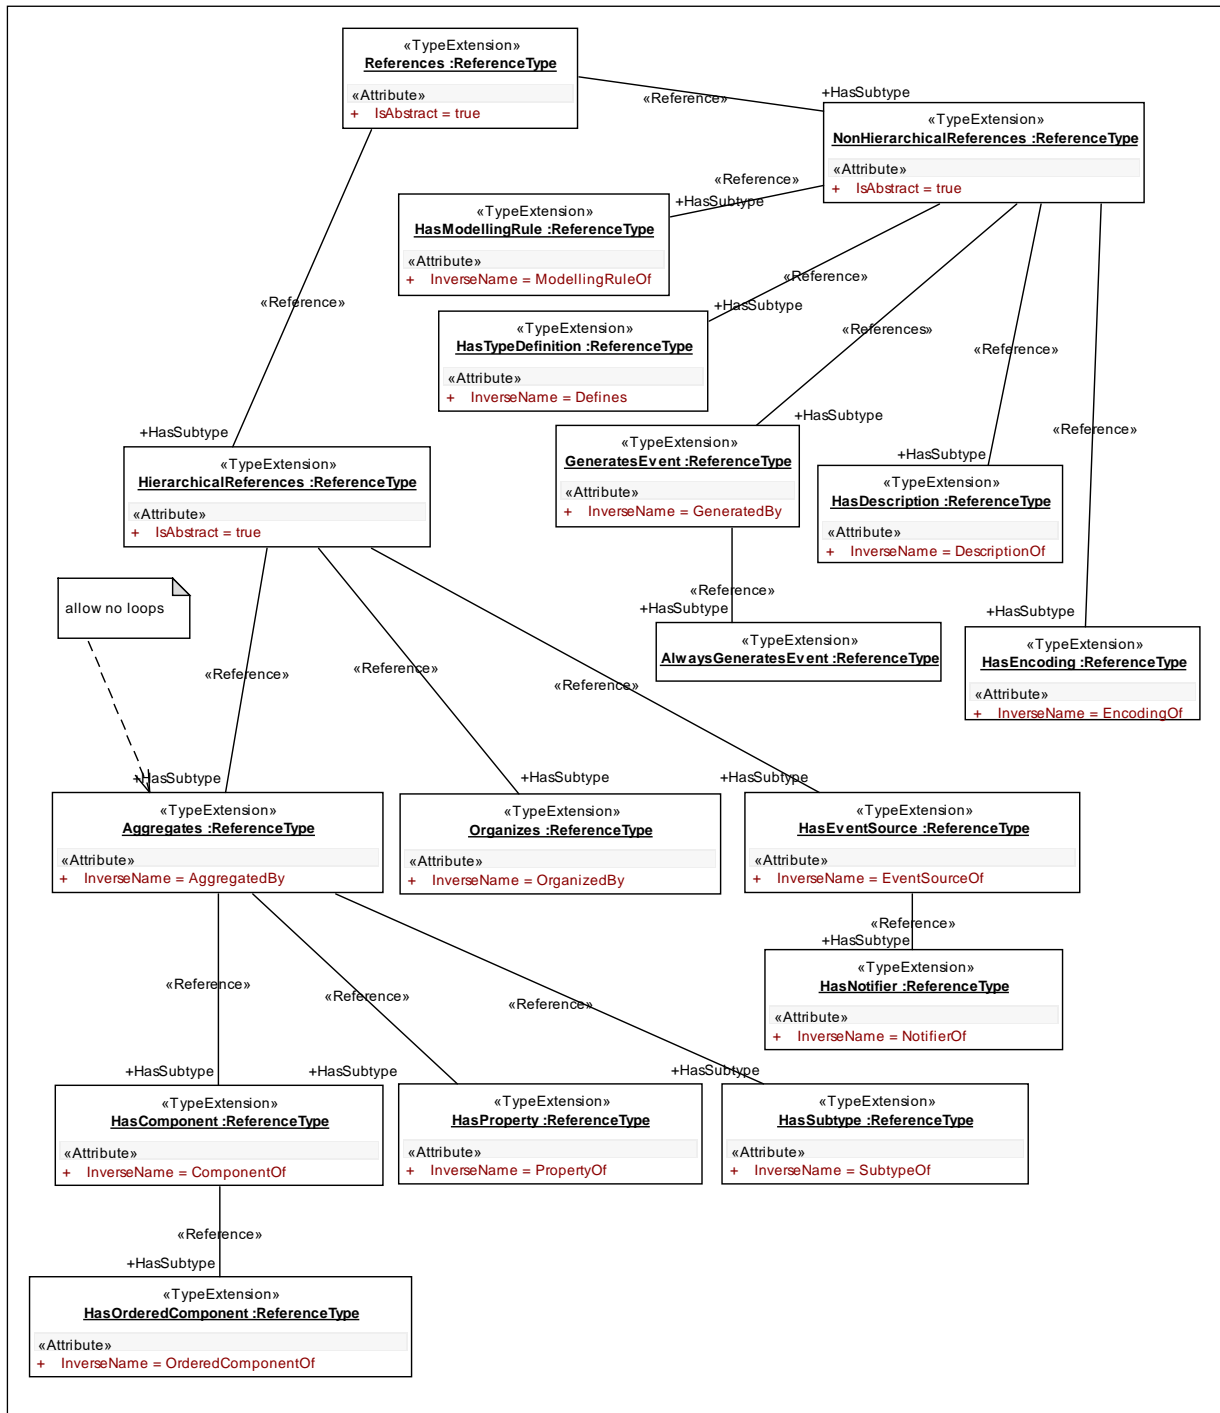 «TypeExtension»
References :ReferenceType
«Attribute»
+ IsAbstract = true
«Reference»
+HasSubtype
«TypeExtension»
NonHierarchicalReferences :ReferenceType
«Attribute»
+ IsAbstract = true
«Reference»
+HasSubtype
«TypeExtension»
HasModellingRule :ReferenceType
«Attribute»
+ InverseName = ModellingRuleOf
«Reference»
«Reference»
+HasSubtype
«TypeExtension»
HasTypeDefinition :ReferenceType
«Attribute»
+ InverseName = Defines
«References»
«Reference»
+HasSubtype
«TypeExtension»
GeneratesEvent :ReferenceType
«Attribute»
+ InverseName = GeneratedBy
+HasSubtype
«TypeExtension»
HasDescription :ReferenceType
«Attribute»
+ InverseName = DescriptionOf
«Reference»
+HasSubtype
«TypeExtension»
HierarchicalReferences :ReferenceType
«Attribute»
+ IsAbstract = true
«Reference»
+HasSubtype
«TypeExtension»
AlwaysGeneratesEvent :ReferenceType
+HasSubtype
«TypeExtension»
HasEncoding :ReferenceType
«Attribute»
+ InverseName = EncodingOf
allow no loops
«Reference»
«Reference»
«Reference»
+HasSubtype
«TypeExtension»
Aggregates :ReferenceType
«Attribute»
+ InverseName = AggregatedBy
+HasSubtype
«TypeExtension»
Organizes :ReferenceType
«Attribute»
+ InverseName = OrganizedBy
+HasSubtype
«TypeExtension»
HasEventSource :ReferenceType
«Attribute»
+ InverseName = EventSourceOf
«Reference»
+HasSubtype
«TypeExtension»
HasNotifier :ReferenceType
«Attribute»
+ InverseName = NotifierOf
«Reference»
«Reference»
«Reference»
+HasSubtype
«TypeExtension»
HasComponent :ReferenceType
«Attribute»
+ InverseName = ComponentOf
+HasSubtype
«TypeExtension»
HasProperty :ReferenceType
«Attribute»
+ InverseName = PropertyOf
+HasSubtype
«TypeExtension»
HasSubtype :ReferenceType
«Attribute»
+ InverseName = SubtypeOf
«Reference»
+HasSubtype
«TypeExtension»
HasOrderedComponent :ReferenceType
«Attribute»
+ InverseName = OrderedComponentOf